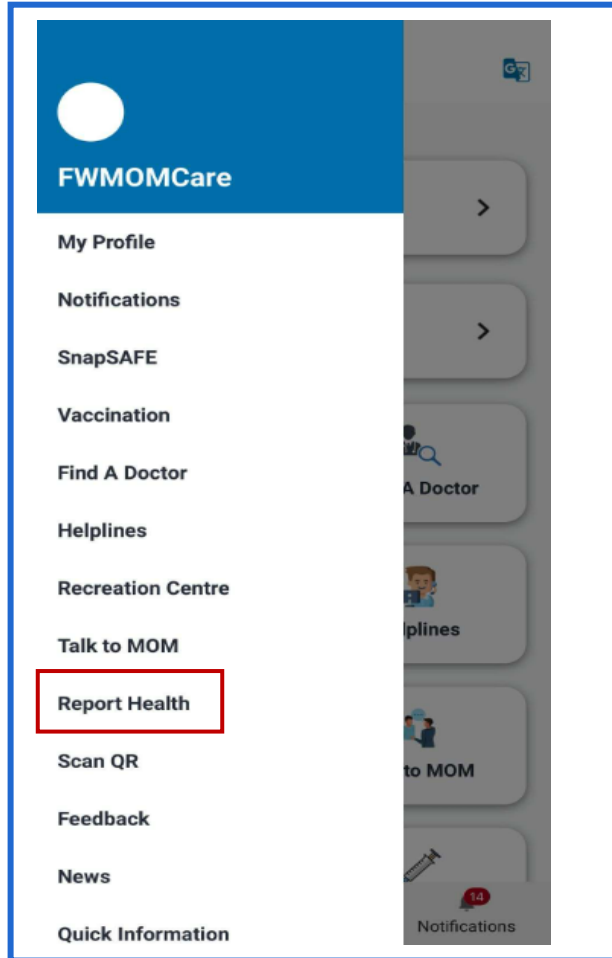 FWMOMCare
My Profile
Notifications
SnapSAFE
Vaccination
Find A Doctor
A Doctor
Helplines
Recreation Centre
lplines
Talk to MOM
Report Health
Scan QR
to MOM
Feedback
News
14
Quick Information
Notifications